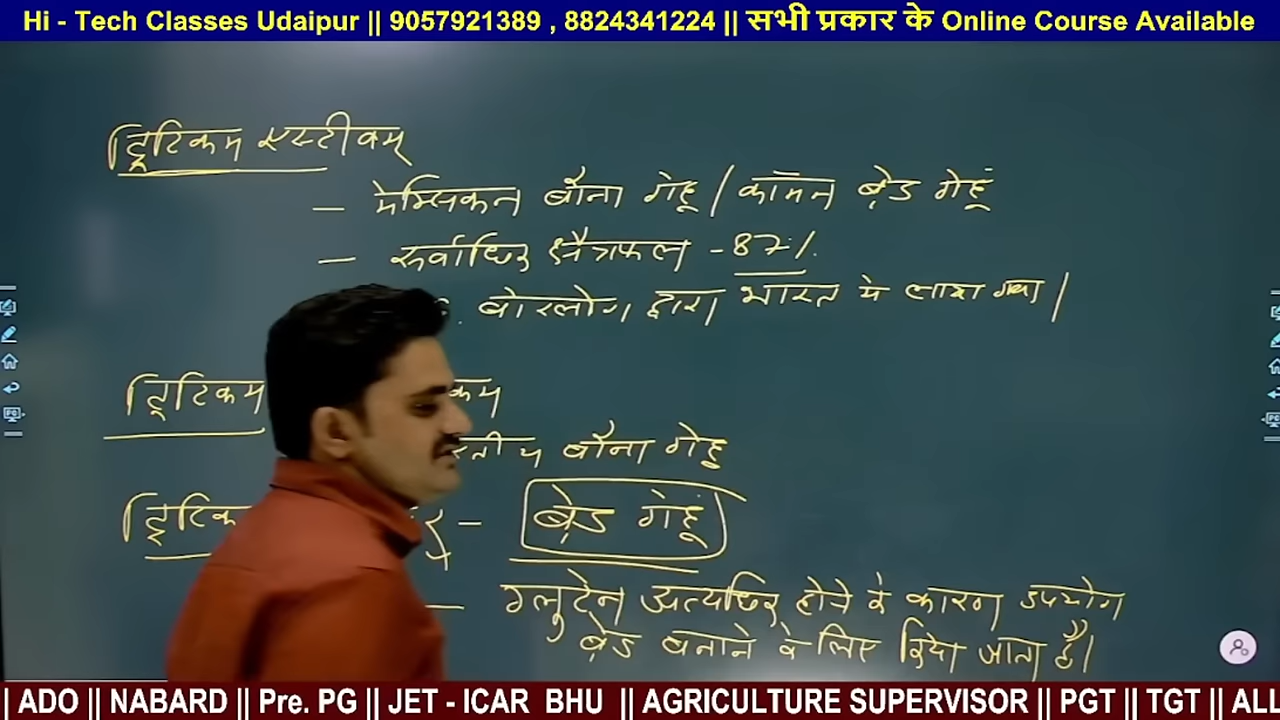 Hi - Tech Classes Udaipur || 9057921389 , 8824341224 || सभी प्रकार के Online Course Available
ट्रिटिकम एस्टीवम्
– मेक्सिकन बौना गेहू / कॉमन ब्रेड गेहूं
– सर्वाधिक क्षैत्रफल - 87%.
बोरलोग द्वारा भारत मे लाया गया |
ट्रिटिकम
बौना गेहु
– ब्रेड गेहूं
– ग्लुटेन अत्यधिक होने के कारण उपयोग
ब्रेड बनाने के लिए किया जाता है |
| ADO || NABARD || Pre. PG || JET - ICAR BHU || AGRICULTURE SUPERVISOR || PGT || TGT || ALL